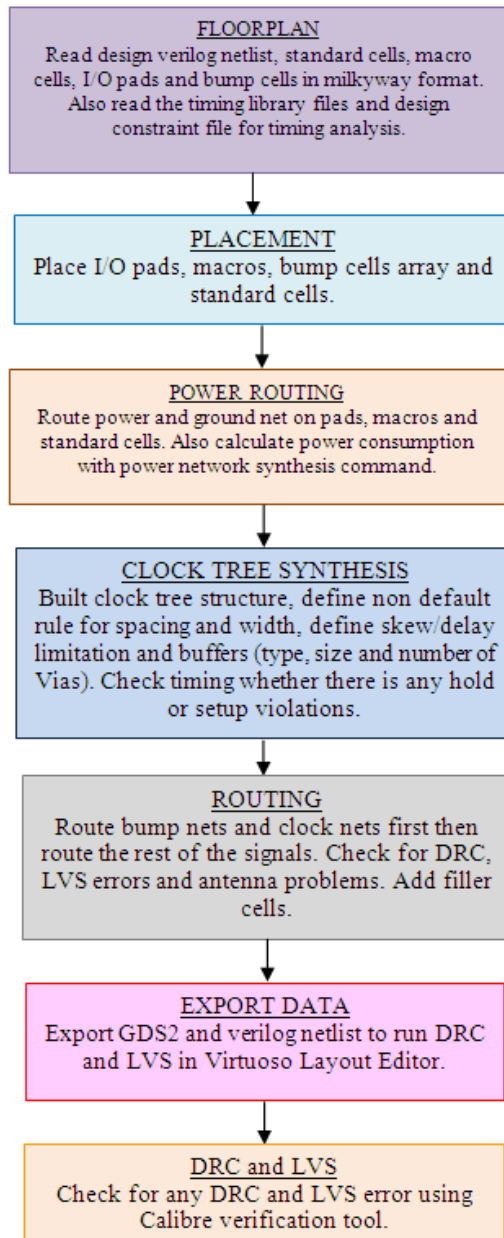 FLOORPLAN
Read design verilog netlist, standard cells, macro
cells, I/O pads and bump cells in milkyway format.
Also read the timing library files and design
constraint file for timing analysis.
PLACEMENT
Place I/O pads, macros, bump cells array and
standard cells.
POWER ROUTING
Route power and ground net on pads, macros and
standard cells. Also calculate power consumption
with power network synthesis command.
CLOCK TREE SYNTHESIS
Built clock tree structure, define non default
rule for spacing and width, define skew/delay
limitation and buffers (type, size and number of
Vias). Check timing whether there is any hold
or setup violations.
ROUTING
Route bump nets and clock nets first then
route the rest of the signals. Check for DRC,
LVS errors and antenna problems. Add filler
cells.
EXPORT DATA
Export GDS2 and verilog netlist to run DRC
and LVS in Virtuoso Layout Editor.
DRC and LVS
Check for any DRC and LVS error using
Calibre verification tool.